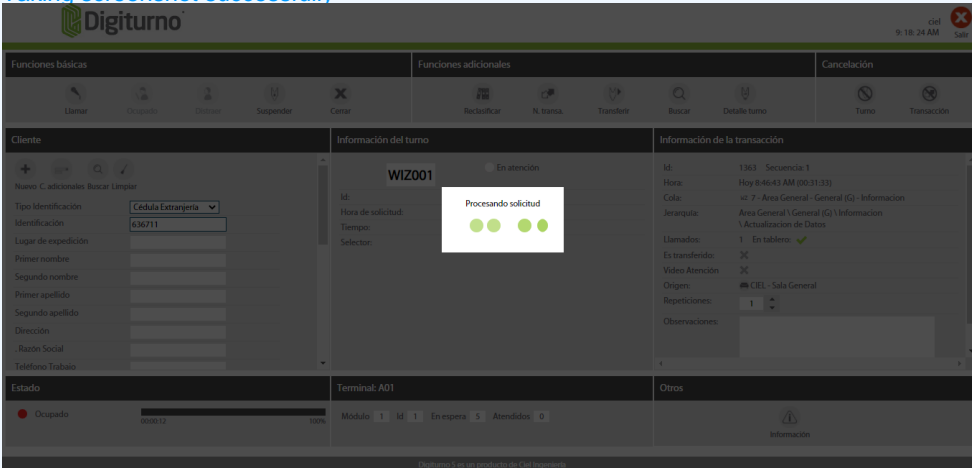 Taking screenshot successfully
Digiturno
ciel
9: 18: 24 AM
Salir
Funciones básicas
Funciones adicionales
Cancelación
Llamar
Ocupado
Distraer
Suspender
Cerrar
Reclasificar
N. transa.
Transferir
Buscar
Detalle turno
Turno
Transacción
Cliente
Nuevo C. adicionales Buscar Limpiar
Tipo Identificación Cédula Extranjería
Identificación 636711
Lugar de expedición
Primer nombre
Segundo nombre
Primer apellido
Segundo apellido
Dirección
. Razón Social
Teléfono Trabajo
Información del turno
WIZ001
En atención
Id:
Hora de solicitud:
Tiempo:
Selector:
Procesando solicitud
Información de la transacción
Id: 1363 Secuencia: 1
Hora: Hoy 8:46:43 AM (00:31:33)
Cola: 7 - Area General - General (G) - Informacion
Jerarquía: Area General \ General (G) \ Informacion
\ Actualizacion de Datos
Llamados: 1 En tablero:
Es transferido:
Video Atención
Origen: CIEL - Sala General
Repeticiones: 1
Observaciones:
Estado
Ocupado
00:00:12 100%
Terminal: A01
Módulo 1 Id. 1 En espera 5 Atendidos 0
Otros
Información
Digiturno 5 es un producto de Ciel Ingeniería